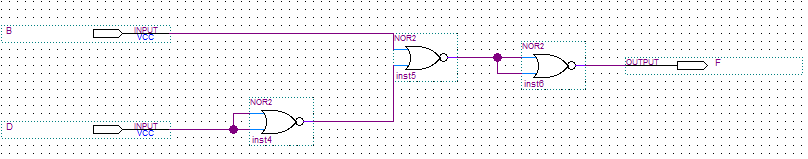 B
INPUT
VCC
NOR2
inst5
NOR2
inst6
OUTPUT
F
NOR2
inst4
D
INPUT
VCC